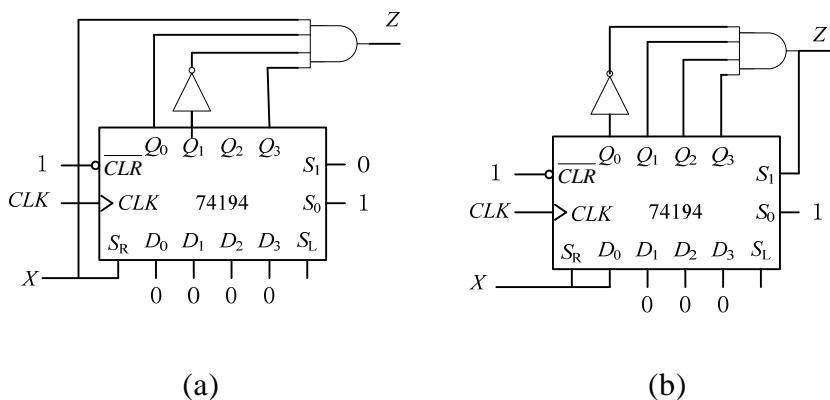 Z
Q0 Q1 Q2 Q3
1 CLR S1 0
CLK CLK 74194 S0 1
SR D0 D1 D2 D3 SL
X
0 0 0 0
(a)
Z
Q0 Q1 Q2 Q3
1 CLR S1
CLK CLK 74194 S0 1
SR D0 D1 D2 D3 SL
X
0 0 0
(b)